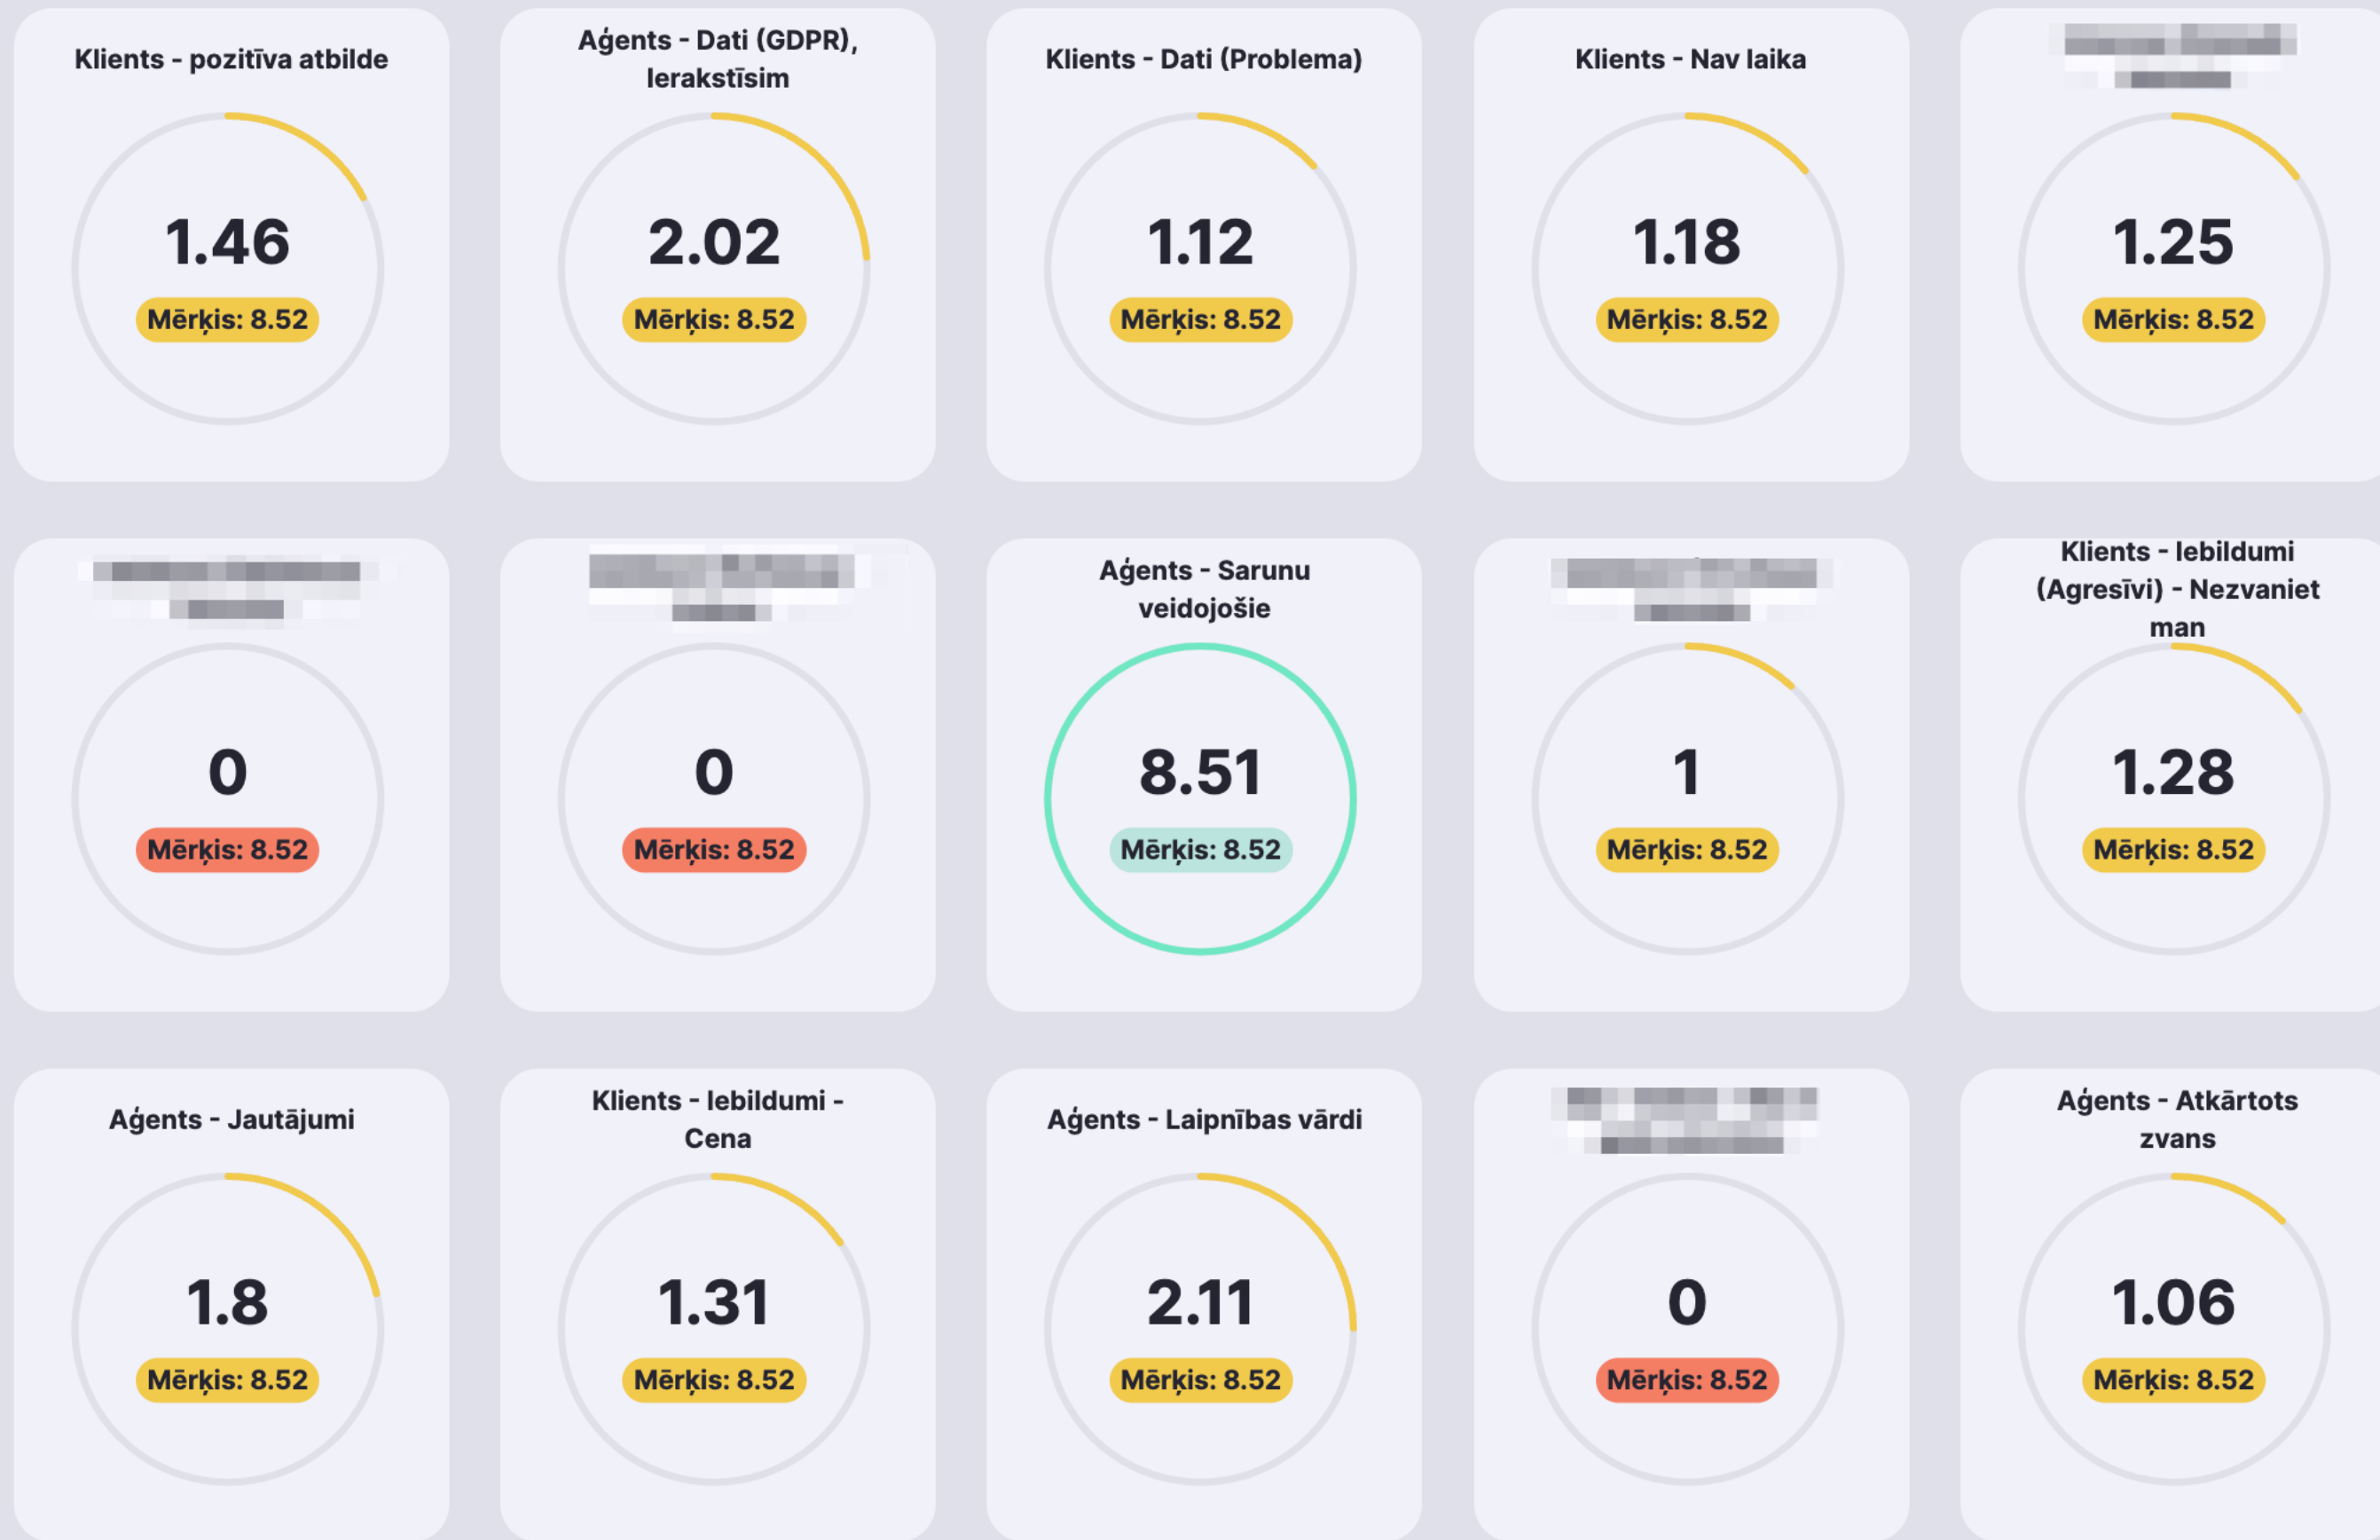 Klients - pozitīva atbilde
1.46
Mērķis: 8.52
Aģents - Dati (GDPR),
Ierakstīsim
2.02
Mērķis: 8.52
Klients - Dati (Problema)
1.12
Mērķis: 8.52
Klients - Nav laika
1.18
Mērķis: 8.52
1.25
Mērķis: 8.52
0
Mērķis: 8.52
0
Mērķis: 8.52
Aģents - Sarunu
veidojošie
8.51
Mērķis: 8.52
1
Mērķis: 8.52
Klients - Iebildumi
(Agresīvi) - Nezvaniet
man
1.28
Mērķis: 8.52
Aģents - Jautājumi
1.8
Mērķis: 8.52
Klients - Iebildumi -
Cena
1.31
Mērķis: 8.52
Aģents - Laipnības vārdi
2.11
Mērķis: 8.52
0
Mērķis: 8.52
Aģents - Atkārtots
zvans
1.06
Mērķis: 8.52